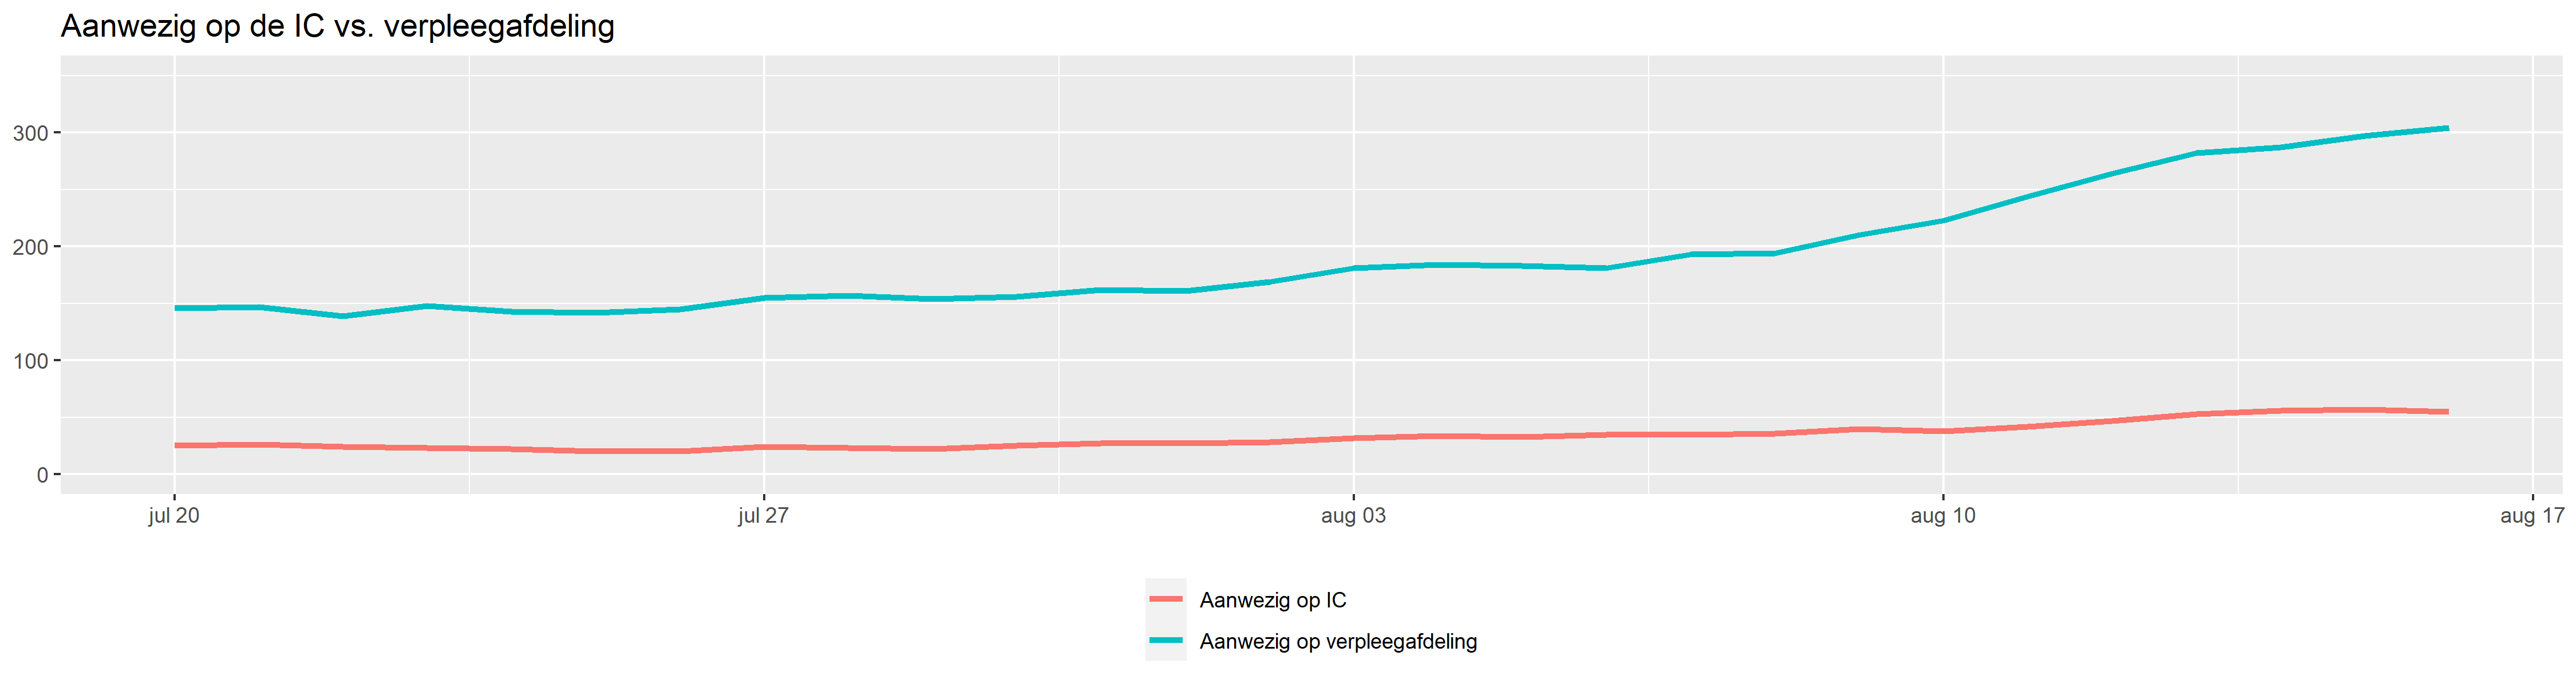 Aanwezig op de IC vs. verpleegafdeling
300
200
100
0
jul 20
jul 27
aug 03
aug 10
aug 17
Aanwezig op IC
Aanwezig op verpleegafdeling